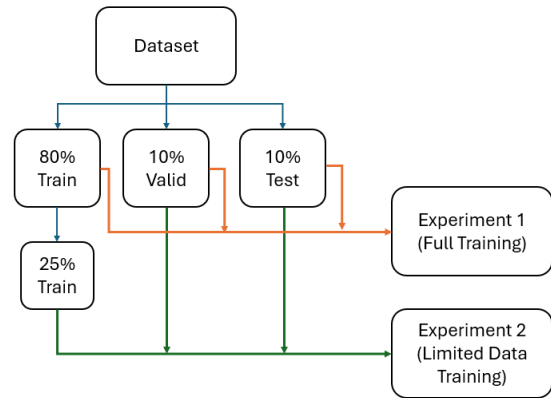 Dataset
80%
Train
10%
Valid
10%
Test
Experiment 1
(Full Training)
25%
Train
Experiment 2
(Limited Data
Training)